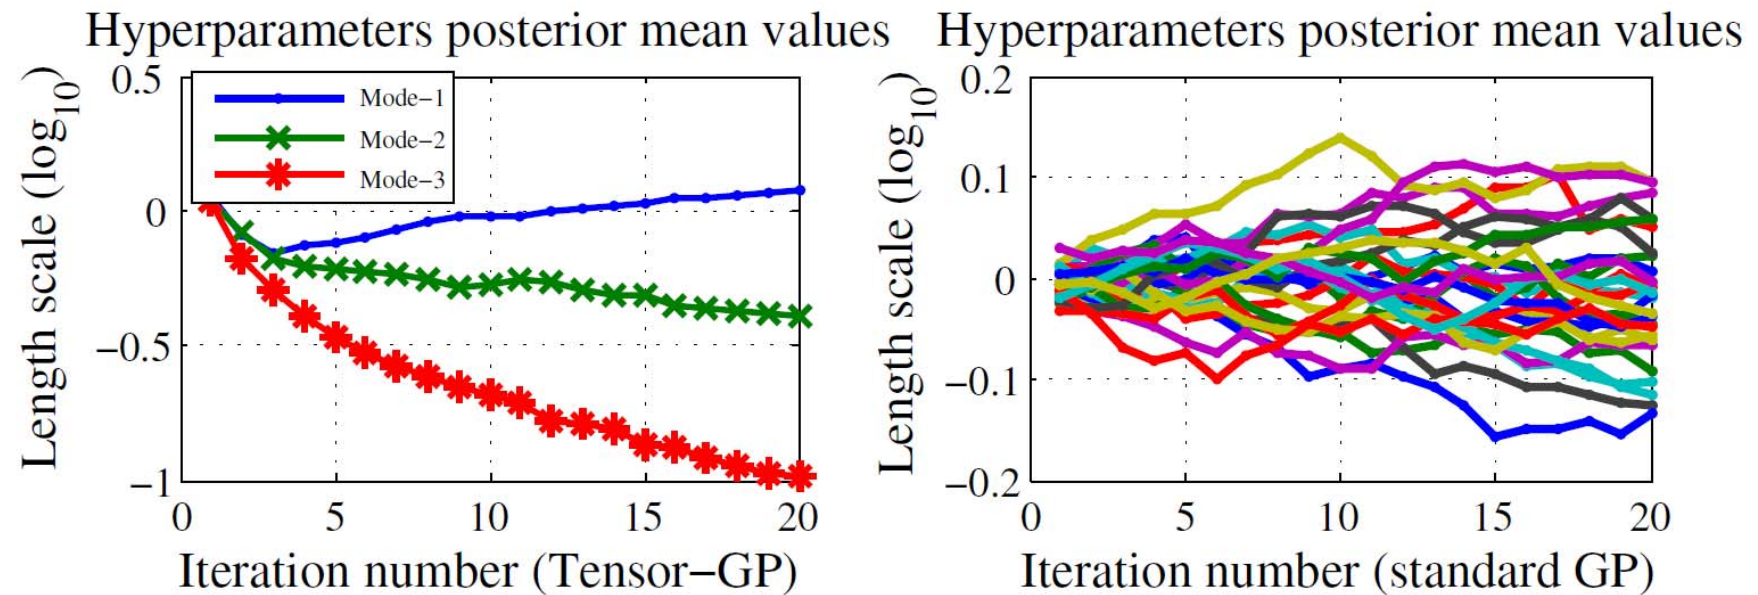 Hyperparameters posterior mean values
Length scale (log10)
0.5
0
−0.5
−1
Mode−1
Mode−2
Mode−3
0 5 10 15 20
Iteration number (Tensor−GP)
Hyperparameters posterior mean values
Length scale (log10)
0.2
0.1
0
−0.1
−0.2
0 5 10 15 20
Iteration number (standard GP)